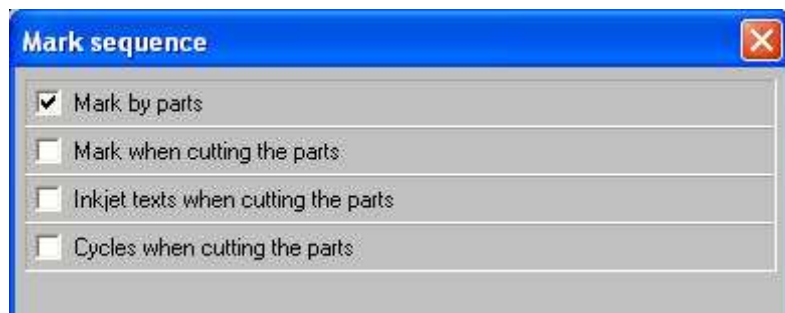 Mark sequence
Mark by parts
Mark when cutting the parts
Inkjet texts when cutting the parts
Cycles when cutting the parts